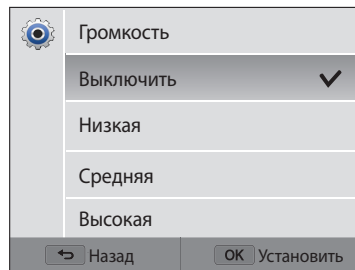 Громкость
Выключить
Низкая
Средняя
Высокая
Назад OK Установить